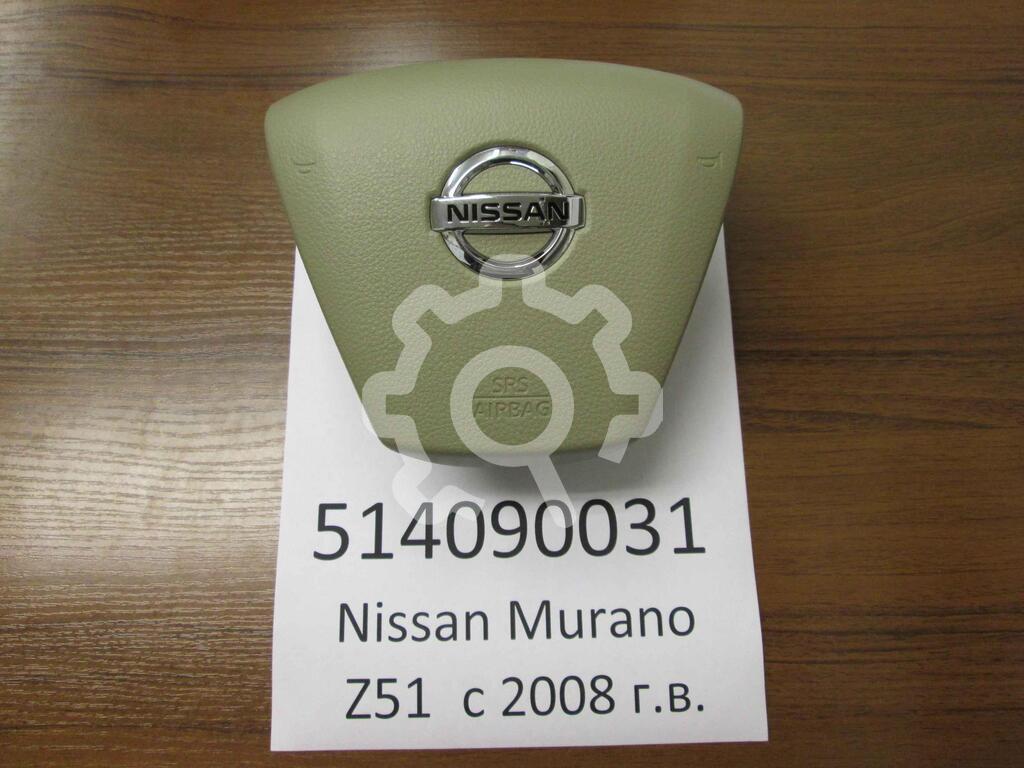 NISSAN
SRS
AIRBAG
514090031
Nissan Murano
Z51 с 2008 г.в.